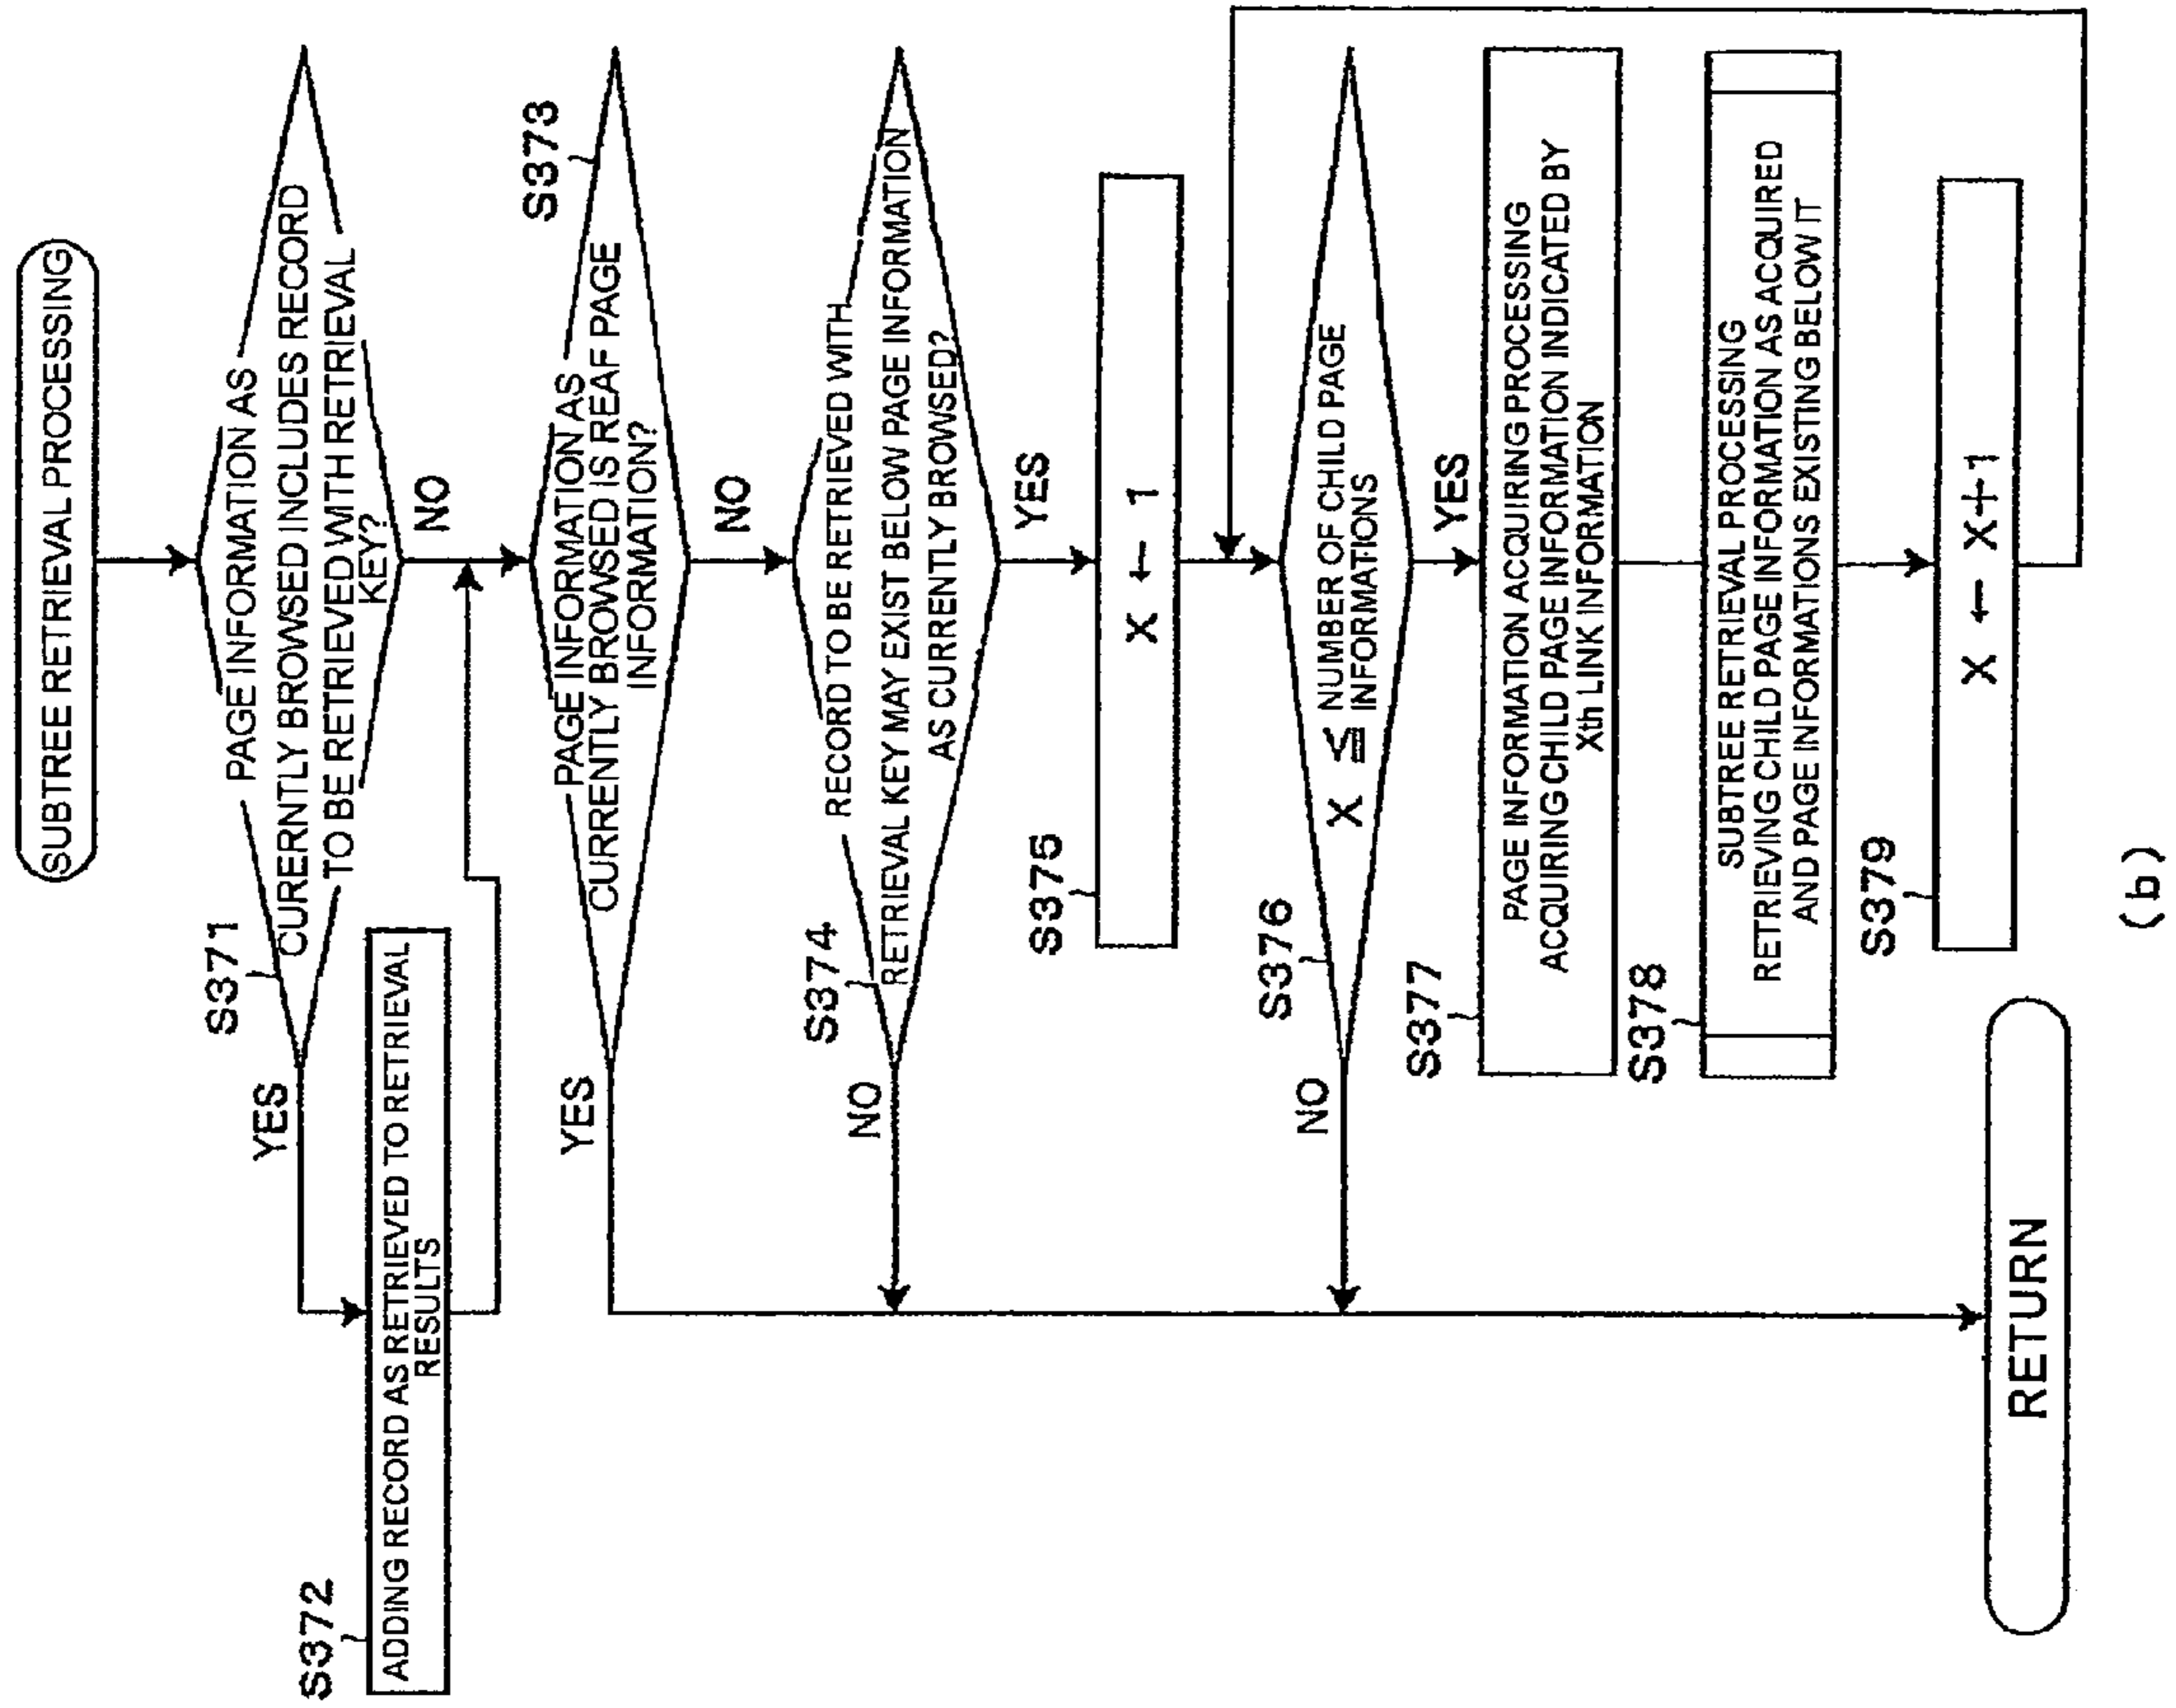 SUBTREE RETRIEVAL PROCESSING
S371
PAGE INFORMATION AS
CURERNTLY BROWSED INCLUDES RECORD
TO BE RETRIEVED WITH RETRIEVAL
KEY?
YES
NO
S372
ADDING RECORD AS RETRIEVED TO RETRIEVAL
RESULTS
S373
PAGE INFORMATION AS
CURRENTLY BROWSED IS REAF PAGE
INFORMATION?
YES
NO
S374
RECORD TO BE RETRIEVED WITH
RETRIEVAL KEY MAY EXIST BELOW PAGE INFORMATION
AS CURRENTLY BROWSED?
NO
YES
S375
X ← 1
S376
X ≦ NUMBER OF CHILD PAGE
INFORMATIONS
NO
YES
S377
PAGE INFORMATION ACQUIRING PROCESSING
ACQUIRING CHILD PAGE INFORMATION INDICATED BY
Xth LINK INFORMATION
S378
SUBTREE RETRIEVAL PROCESSING
RETRIEVING CHILD PAGE INFORMATION AS ACQUIRED
AND PAGE INFORMATIONS EXISTING BELOW IT
S379
X ← X+1
RETURN
(b)